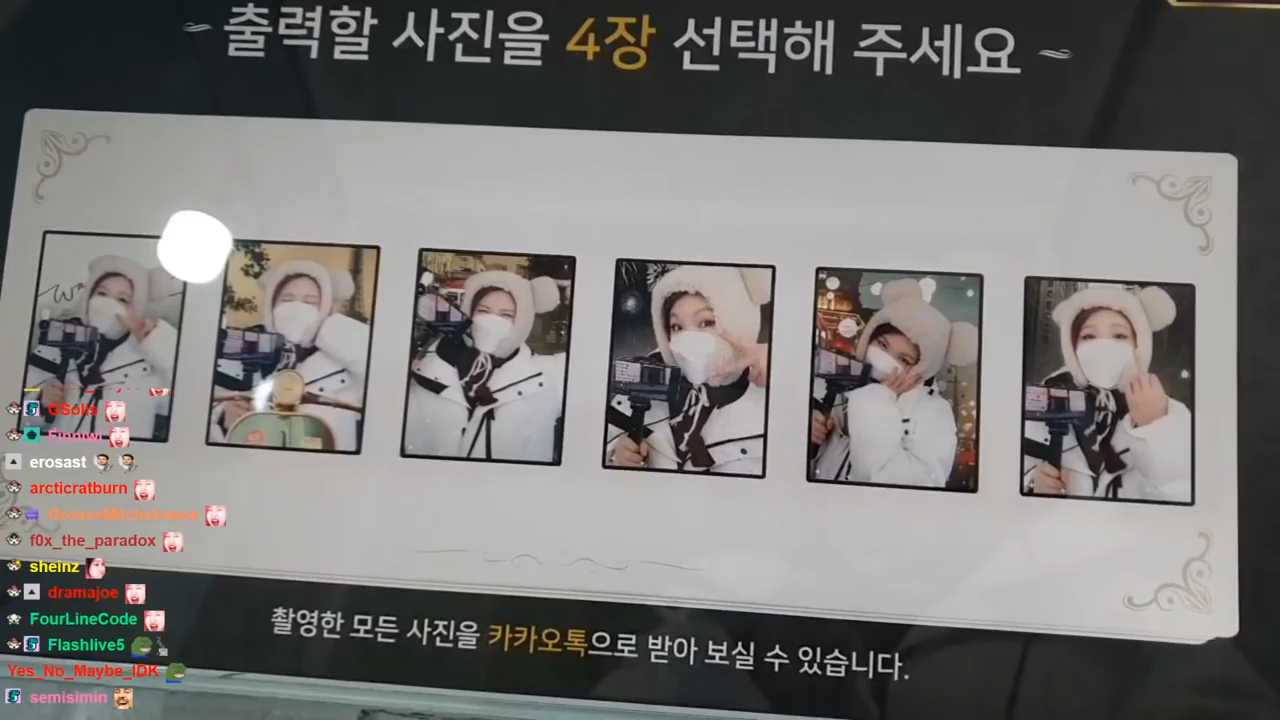 출력할 사진을 4장 선택해 주세요
GSolis
erosast
arcticratburn
GrosseMilchstrasse
f0x_the_paradox
sheinz
dramajoe
FourLineCode
Flashlive5
Yes_No_Maybe_IDK
semisimin
촬영한 모든 사진을 카카오톡으로 받아 보실 수 있습니다.